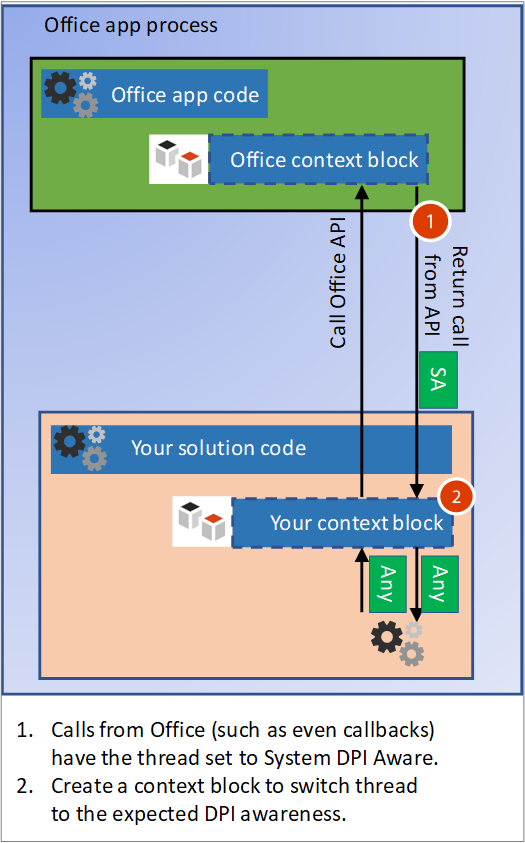 Office app process
Office app code
Office context block
Call Office API
1
Return call
from API
SA
Your solution code
2
Your context block
Any
Any
1. Calls from Office (such as even callbacks)
have the thread set to System DPI Aware.
2. Create a context block to switch thread
to the expected DPI awareness.